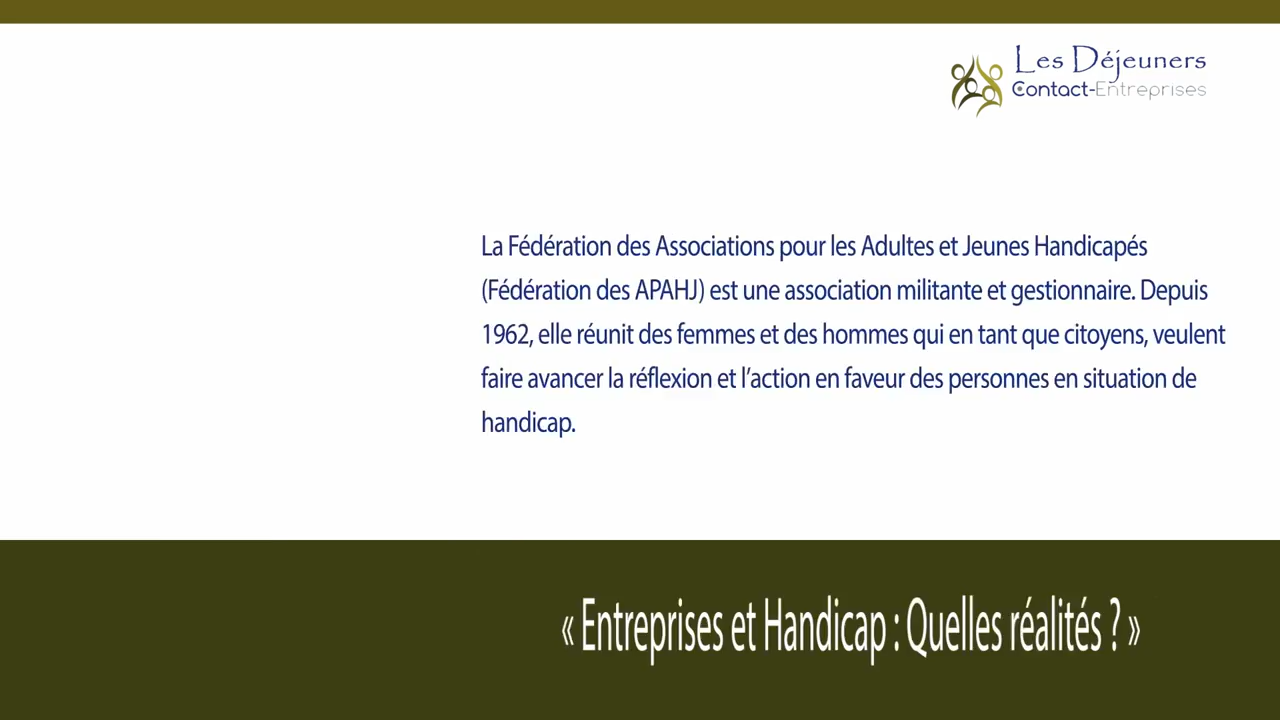 Les Déjeuners
Contact-Entreprises
La Fédération des Associations pour les Adultes et Jeunes Handicapés
(Fédération des APAHJ) est une association militante et gestionnaire. Depuis
1962, elle réunit des femmes et des hommes qui en tant que citoyens, veulent
faire avancer la réflexion et l’action en faveur des personnes en situation de
handicap.
« Entreprises et Handicap : Quelles réalités ? »